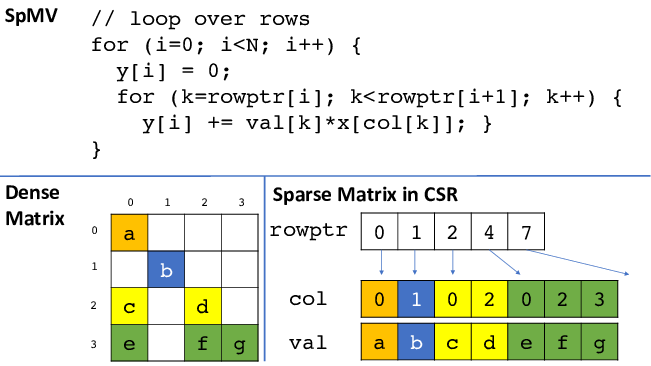 SpMV
// loop over rows
for (i=0; i<N; i++) {
y[i] = 0;
for (k=rowptr[i]; k<rowptr[i+1]; k++) {
y[i] += val[k]*x[col[k]]; }
}
Dense
Matrix
0 1 2 3
0 a
1 b
2 c d
3 e f g
Sparse Matrix in CSR
rowptr 0 1 2 4 7
col 0 1 0 2 0 2 3
val a b c d e f g